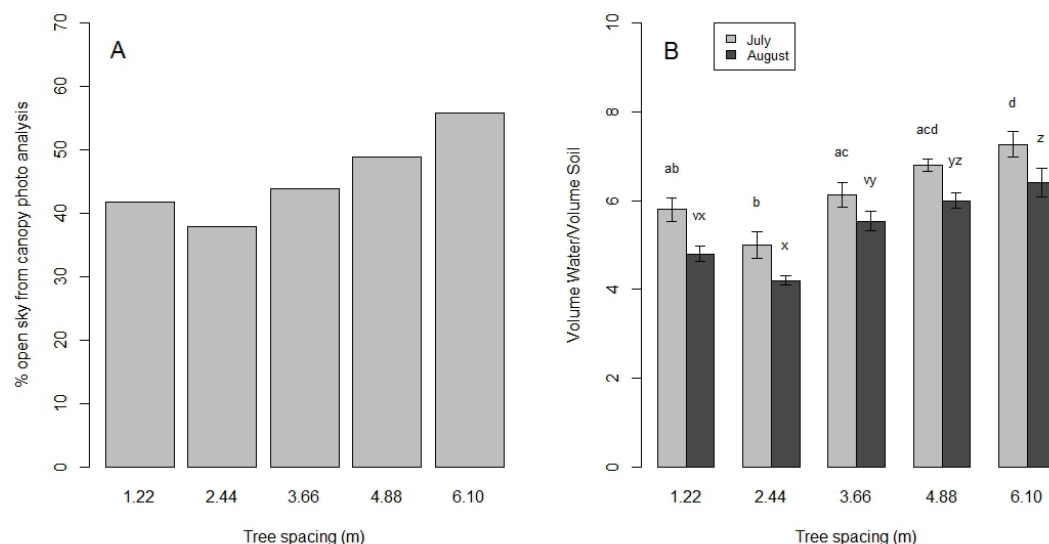 A
% open sky from canopy photo analysis
70
60
50
40
30
20
10
0
1.22 2.44 3.66 4.88 6.10
Tree spacing (m)
B
July
August
Volume Water/Volume Soil
10
8
6
4
2
0
ab vx b x ac vy acd yz d z
1.22 2.44 3.66 4.88 6.10
Tree spacing (m)